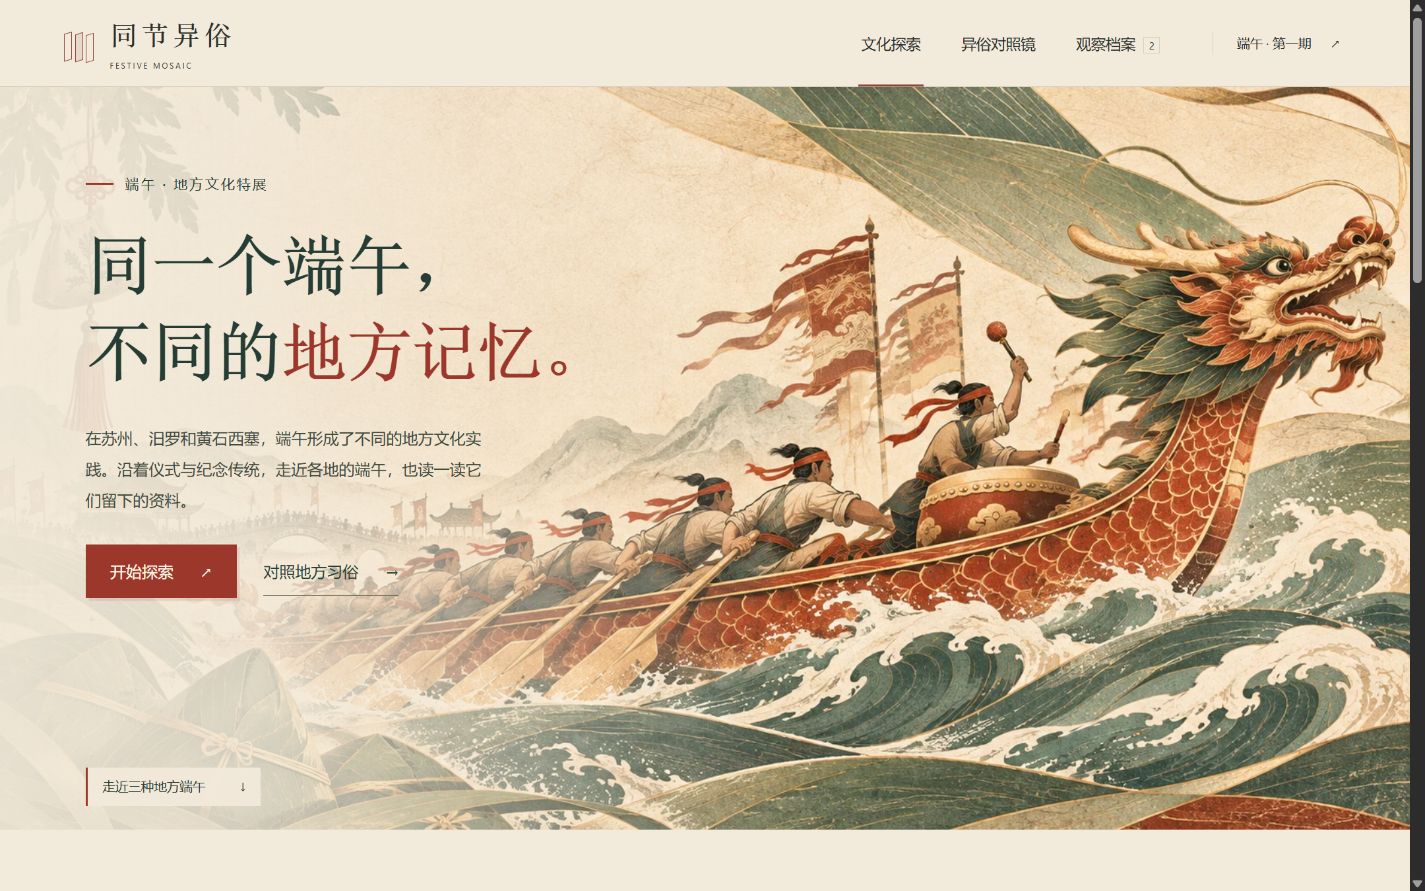 同节异俗
FESTIVE MOSAIC
文化探索
异俗对照镜
观察档案 2
端午 · 第一期 ↗
端午 · 地方文化特展
同一个端午，
不同的地方记忆。
在苏州、汨罗和黄石西塞，端午形成了不同的地方文化实
践。沿着仪式与纪念传统，走近各地的端午，也读一读它
们留下的资料。
开始探索 ↗
对照地方习俗 →
走近三种地方端午 ↓